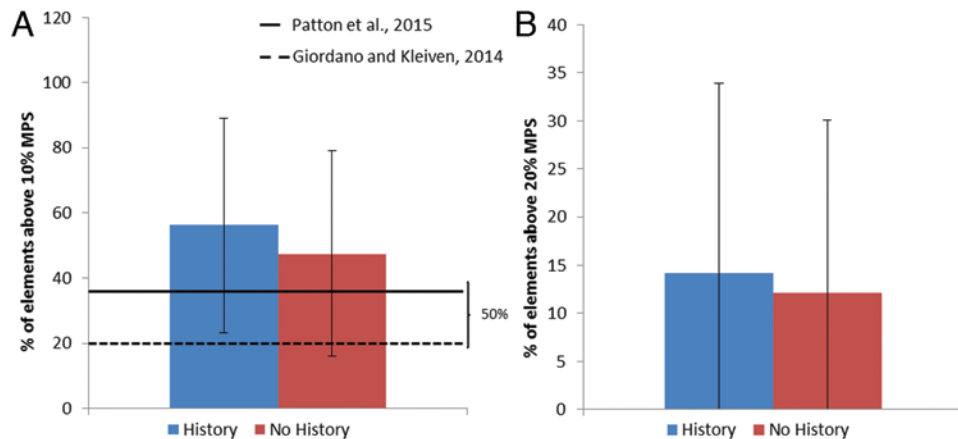 A
% of elements above 10% MPS
120
100
80
60
40
20
0
Patton et al., 2015
Giordano and Kleiven, 2014
50%
History No History
B
% of elements above 20% MPS
40
35
30
25
20
15
10
5
0
History No History